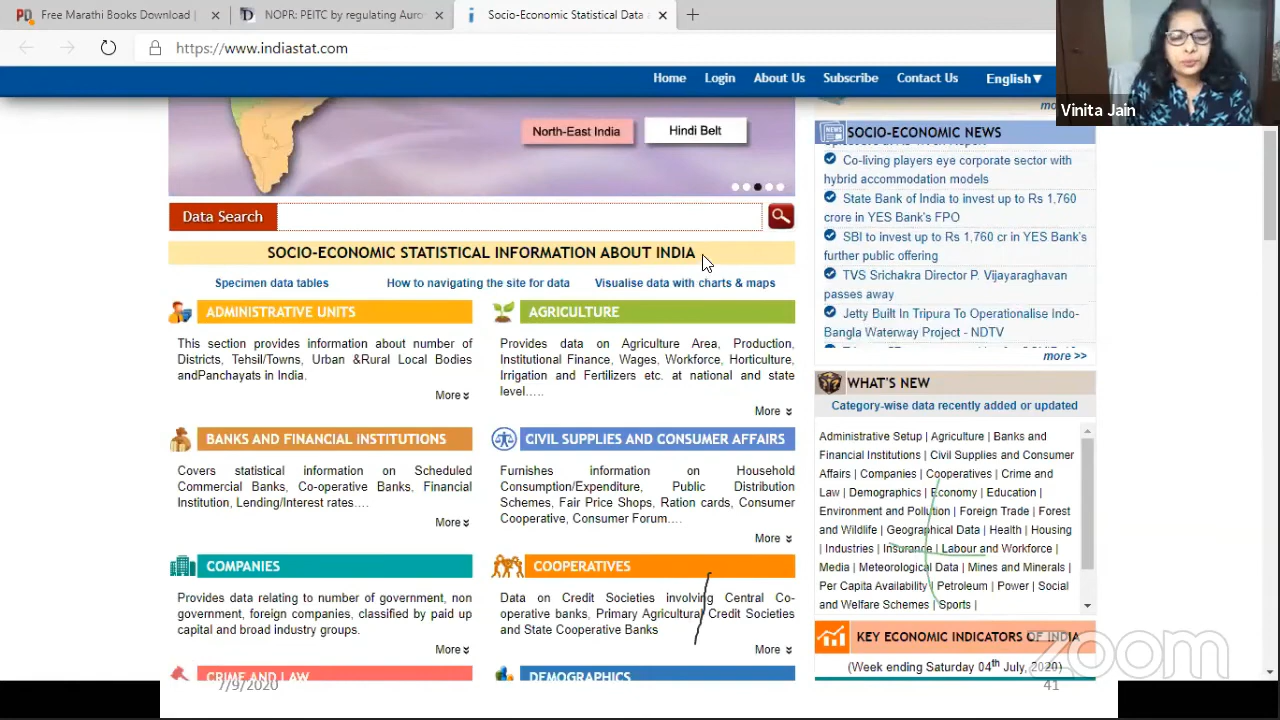 Free Marathi Books Download |
NOPR: PEITC by regulating Auro
Socio-Economic Statistical Data
https://www.indiastat.com
Home Login About Us Subscribe Contact Us English▼
Vinita Jain
North-East India
Hindi Belt
Data Search
SOCIO-ECONOMIC STATISTICAL INFORMATION ABOUT INDIA
Specimen data tables
How to navigating the site for data
Visualise data with charts & maps
ADMINISTRATIVE UNITS
This section provides information about number of
Districts, Tehsil/Towns, Urban &Rural Local Bodies
andPanchayats in India.
More
AGRICULTURE
Provides data on Agriculture Area, Production,
Institutional Finance, Wages, Workforce, Horticulture,
Irrigation and Fertilizers etc. at national and state
level…..
More
BANKS AND FINANCIAL INSTITUTIONS
Covers statistical information on Scheduled
Commercial Banks, Co-operative Banks, Financial
Institution, Lending/Interest rates….
More
CIVIL SUPPLIES AND CONSUMER AFFAIRS
Furnishes information on Household
Consumption/Expenditure, Public Distribution
Schemes, Fair Price Shops, Ration cards, Consumer
Cooperative, Consumer Forum….
More
COMPANIES
Provides data relating to number of government, non
government, foreign companies, classified by paid up
capital and broad industry groups.
More
COOPERATIVES
Data on Credit Societies involving Central Co-
operative banks, Primary Agricultural Credit Societies
and State Cooperative Banks
More
CRIME AND LAW
DEMOGRAPHICS
SOCIO-ECONOMIC NEWS
Co-living players eye corporate sector with
hybrid accommodation models
State Bank of India to invest up to Rs 1,760
crore in YES Bank's FPO
SBI to invest up to Rs 1,760 cr in YES Bank's
further public offering
TVS Srichakra Director P. Vijayaraghavan
passes away
Jetty Built In Tripura To Operationalise Indo-
Bangla Waterway Project - NDTV
more >>
WHAT'S NEW
Category-wise data recently added or updated
Administrative Setup | Agriculture | Banks and
Financial Institutions | Civil Supplies and Consumer
Affairs | Companies | Cooperatives | Crime and
Law | Demographics | Economy | Education |
Environment and Pollution | Foreign Trade | Forest
and Wildlife | Geographical Data | Health | Housing
| Industries | Insurance | Labour and Workforce |
Media | Meteorological Data | Mines and Minerals |
Per Capita Availability | Petroleum | Power | Social
and Welfare Schemes | Sports |
KEY ECONOMIC INDICATORS OF INDIA
(Week ending Saturday 04th July, 2020)
zoom
7/9/2020
41